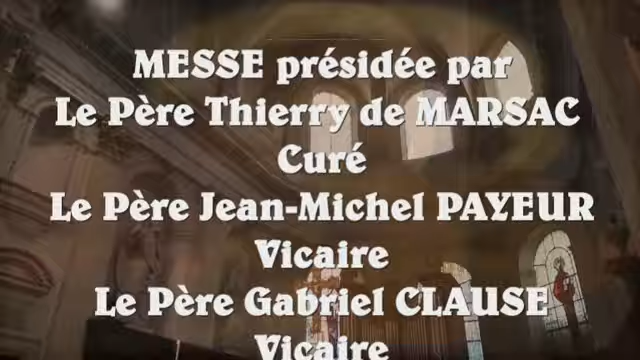 MESSE présidée par
Le Père Thierry de MARSAC
Curé
Le Père Jean-Michel PAYEUR
Vicaire
Le Père Gabriel CLAUSE
Vicaire